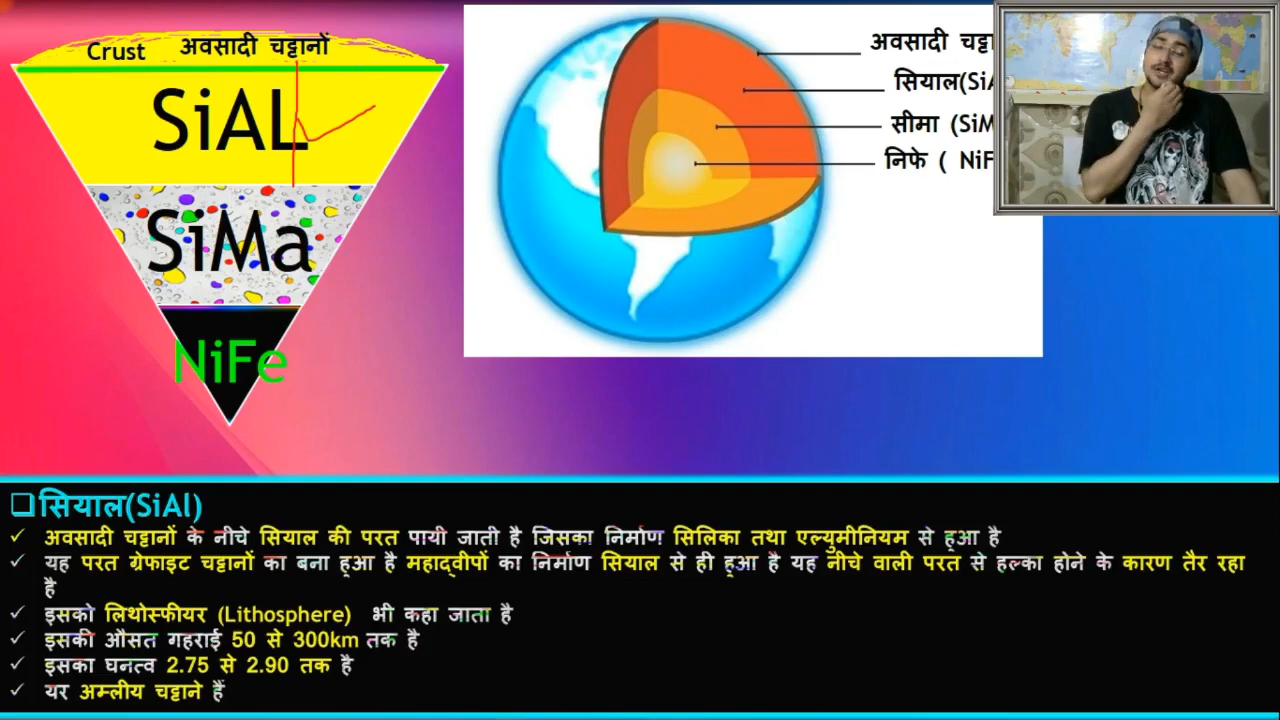 Crust अवसादी चट्टानों
SiAL
SiMa
NiFe
अवसादी चट्टा
सियाल(SiA
सीमा (SiM
निफे ( NiF
सियाल(SiAl)
अवसादी चट्टानों के नीचे सियाल की परत पायी जाती है जिसका निर्माण सिलिका तथा एल्युमीनियम से हुआ है
यह परत ग्रेफाइट चट्टानों का बना हुआ है महाद्वीपों का निर्माण सियाल से ही हुआ है यह नीचे वाली परत से हल्का होने के कारण तैर रहा
है
इसको लिथोस्फीयर (Lithosphere) भी कहा जाता है
इसकी औसत गहराई 50 से 300km तक है
इसका घनत्व 2.75 से 2.90 तक है
यर अम्लीय चट्टाने हैं